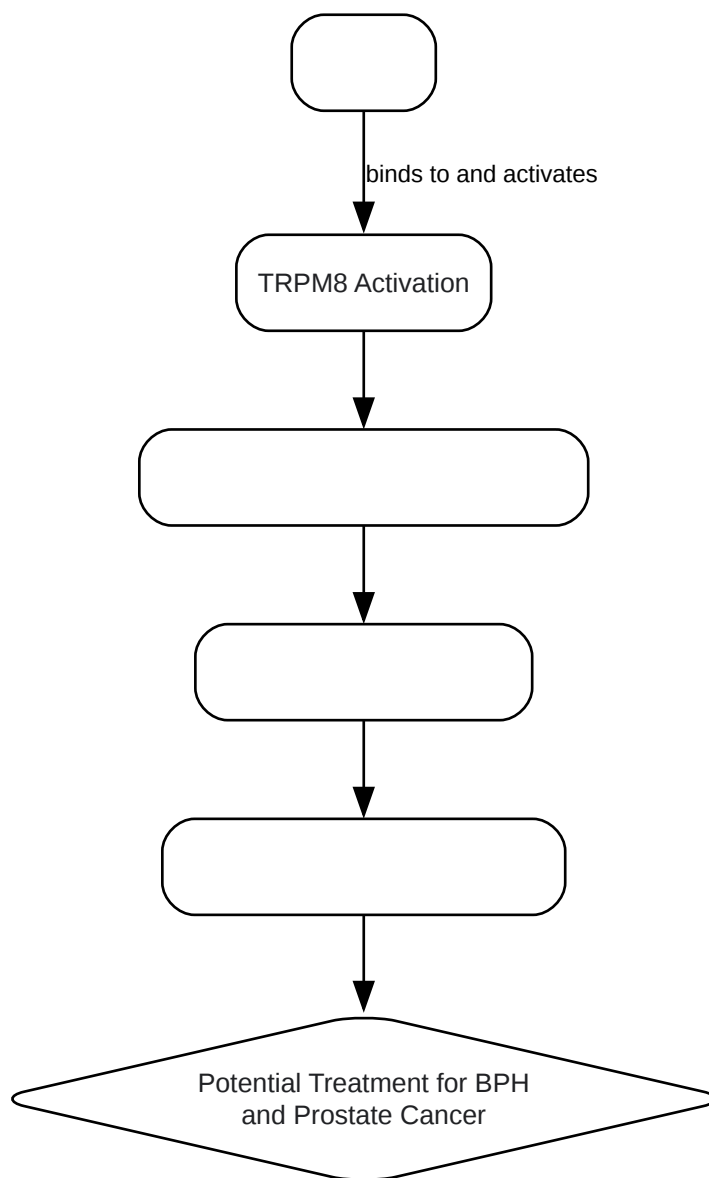 binds to and activates
TRPM8 Activation
Potential Treatment for BPH
and Prostate Cancer